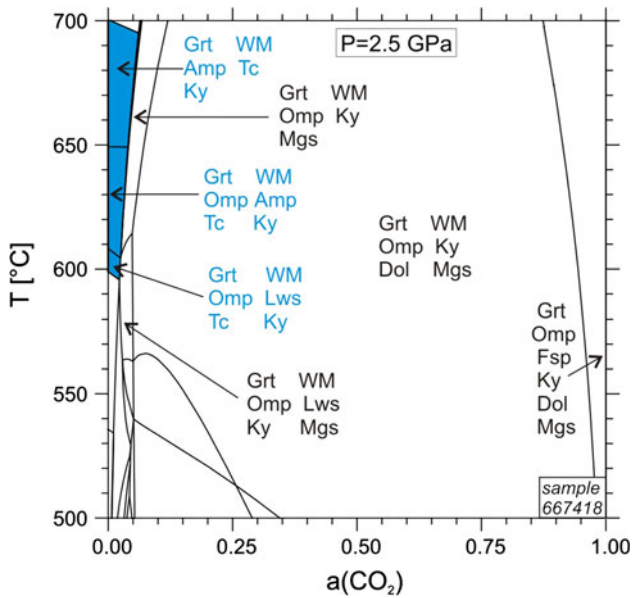 700
650
600
550
500
T [°C]
P=2.5 GPa
Grt WM
Amp Tc
Ky
Grt WM
Omp Ky
Mgs
Grt WM
Omp Amp
Tc Ky
Grt WM
Omp Ky
Dol Mgs
Grt WM
Omp Lws
Tc Ky
Grt
Omp
Fsp
Ky
Dol
Mgs
Grt WM
Omp Lws
Ky Mgs
sample
667418
0.00 0.25 0.50 0.75 1.00
a(CO₂)